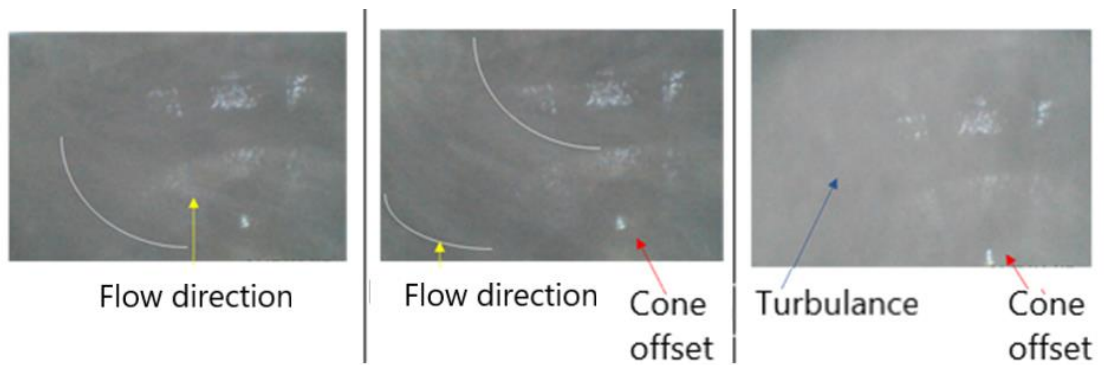 Flow direction
Flow direction
Cone
offset
Turbulance
Cone
offset